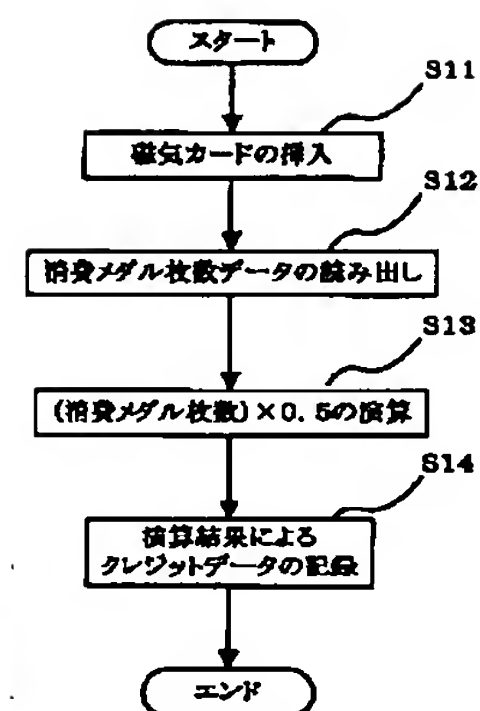 スタート
S11
磁気カードの挿入
S12
消費メダル枚数データの読み出し
S13
(消費メダル枚数)×0.5の演算
S14
演算結果による
クレジットデータの記録
エンド